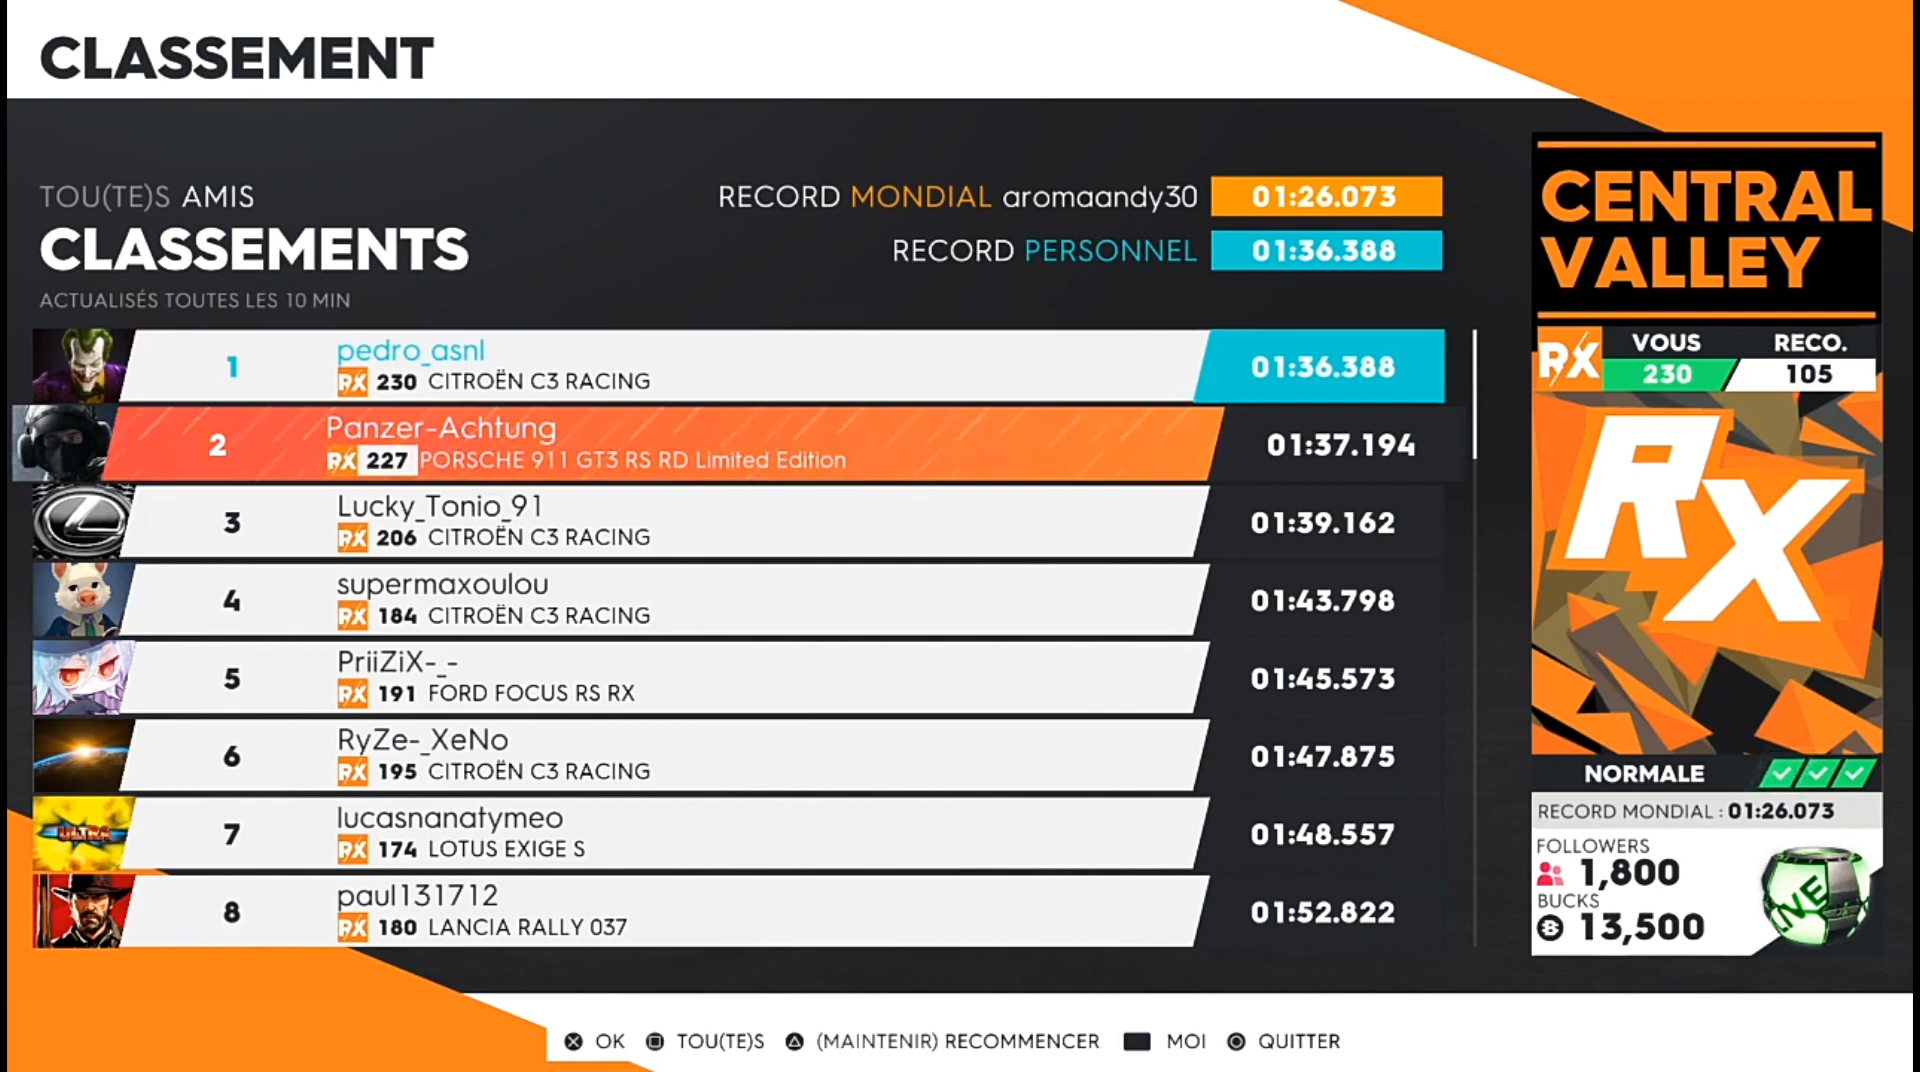 CLASSEMENT
TOU(TE)S AMIS
CLASSEMENTS
ACTUALISÉS TOUTES LES 10 MIN
RECORD MONDIAL aromaandy30 01:26.073
RECORD PERSONNEL 01:36.388
1 pedro_asnl 01:36.388
RX 230 CITROËN C3 RACING
2 Panzer-Achtung 01:37.194
RX 227 PORSCHE 911 GT3 RS RD Limited Edition
3 Lucky_Tonio_91 01:39.162
RX 206 CITROËN C3 RACING
4 supermaxoulou 01:43.798
RX 184 CITROËN C3 RACING
5 PriiZiX-_- 01:45.573
RX 191 FORD FOCUS RS RX
6 RyZe-_XeNo 01:47.875
RX 195 CITROËN C3 RACING
7 lucasnanatymeo 01:48.557
RX 174 LOTUS EXIGE S
ULTRA
8 paul131712 01:52.822
RX 180 LANCIA RALLY 037
CENTRAL
VALLEY
RX VOUS RECO.
230 105
RX
NORMALE
RECORD MONDIAL : 01:26.073
FOLLOWERS
1,800
BUCKS
13,500
LIVE
OK TOU(TE)S (MAINTENIR) RECOMMENCER MOI QUITTER